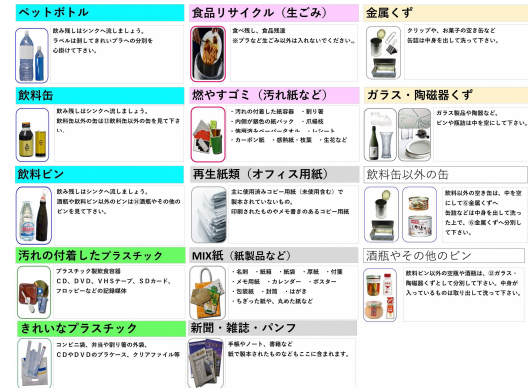 ペットボトル
飲み残しはシンクへ流しましょう。
ラベルは剥してきれいプラへの分別を
心掛けて下さい。
飲料缶
飲み残しはシンクへ流しましょう。
飲料缶以外の缶は⑬飲料缶以外の缶を見て下さ
い。
飲料ビン
飲み残しはシンクへ流しましょう。
酒瓶や飲料ビン以外のビンは⑭酒瓶やその他の
ビンを見て下さい。
汚れの付着したプラスチック
プラスチック製飲食容器
ＣＤ、ＤＶＤ、ＶＨＳテープ、ＳＤカード、
フロッピーなどの記録媒体
きれいなプラスチック
コンビニ袋、弁当や割り箸の外袋、
ＣＤやＤＶＤのプラケース、クリアファイル等
食品リサイクル（生ごみ）
食べ残し、食品残渣
※プラなど生ごみ以外は入れないでください。
燃やすゴミ（汚れ紙など）
・汚れの付着した紙容器　・割り箸
・内側が銀色の紙パック　・爪楊枝
・使用済みペーパータオル　・レシート
・カーボン紙　・感熱紙・枝葉　・生花など
再生紙類（オフィス用紙）
主に使用済みコピー用紙（未使用含む）で
製本されていないもの。
印刷されたものやメモ書きのあるコピー用紙
MIX紙（紙製品など）
・名刺　・紙箱　・紙袋　・厚紙　・付箋
・メモ用紙　・カレンダー　・ポスター
・包装紙　・封筒　・はがき
・ちぎった紙や、丸めた紙など
新聞・雑誌・パンフ
手帳やノート、書籍など
紙で製本されたものなどもここに含まれます。
金属くず
クリップや、お菓子の空き缶など
缶詰は中身を出して洗って下さい。
ガラス・陶磁器くず
ガラス製品や陶器など。
ビンや瓶詰は中を空にして下さい。
飲料缶以外の缶
飲料以外の空き缶は、中を空
にして⑪金属くずへ
缶詰などは中身を出して洗った
上で、⑪金属くずへ分別し
て下さい。
酒瓶やその他のビン
飲料ビン以外の空瓶や酒瓶は、⑫ガラス・
陶磁器くずとして分別して下さい。中身が
入っているものは取り出して洗って下さい。